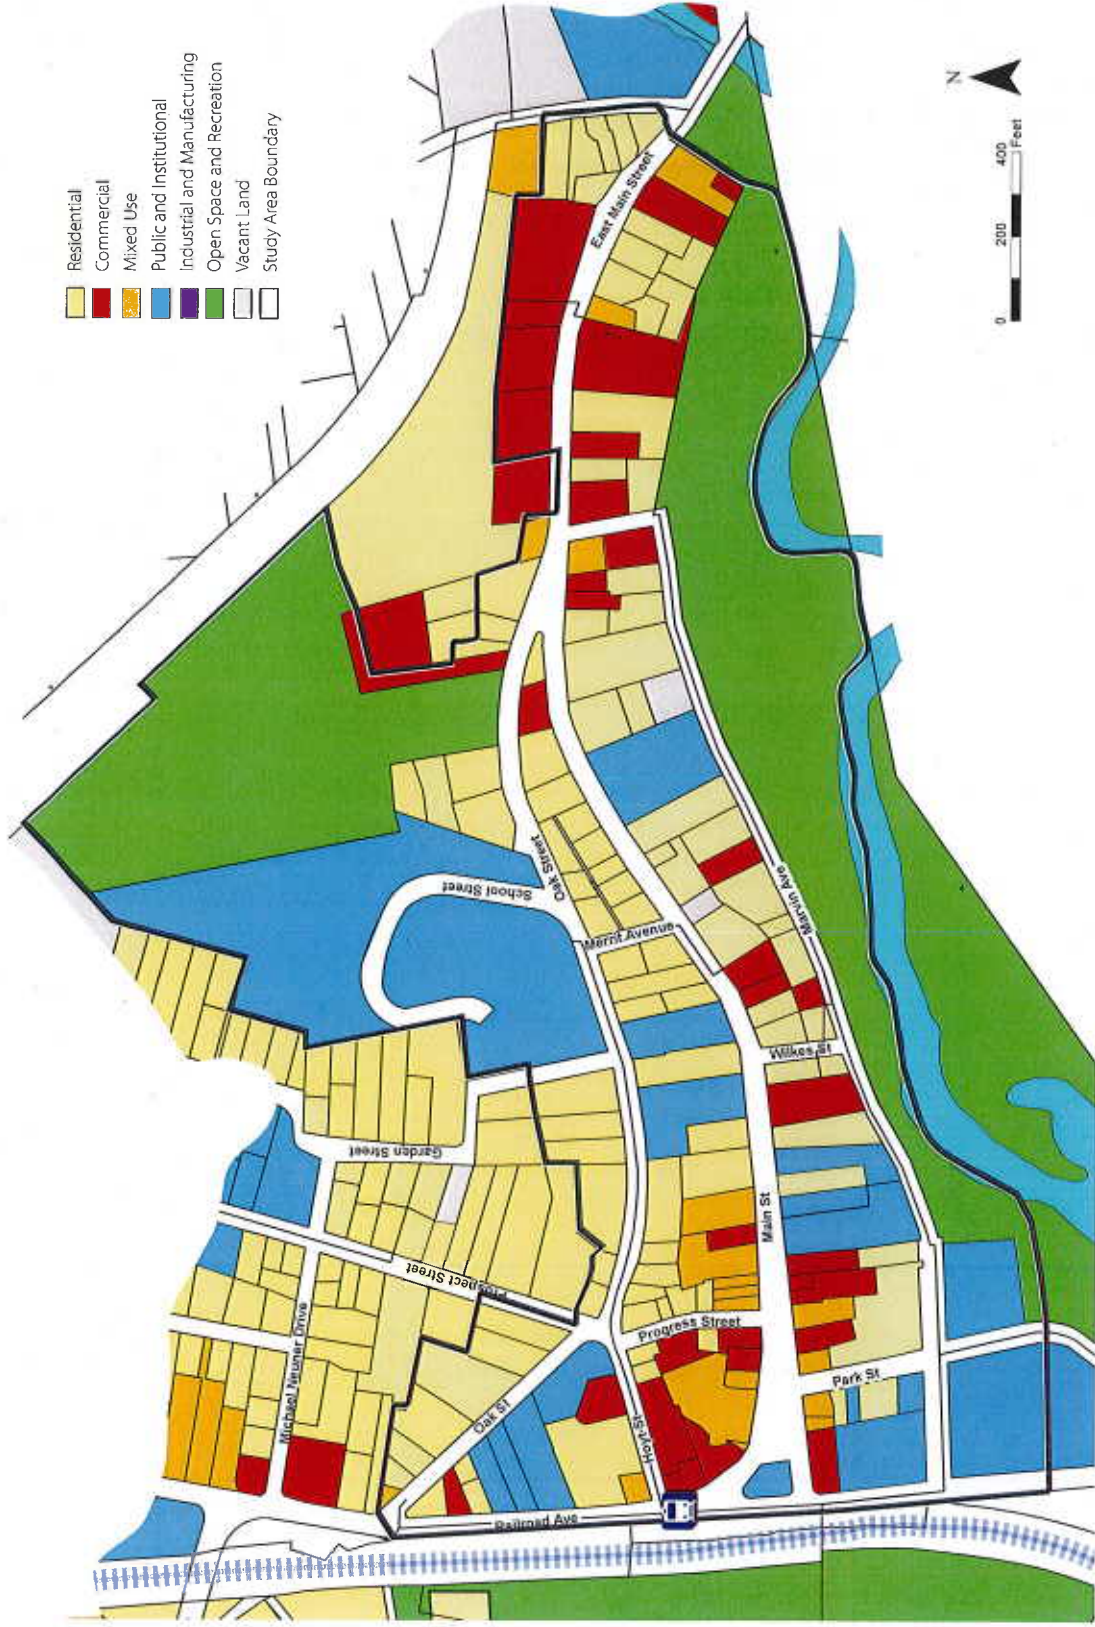 Residential
Commercial
Mixed Use
Public and Institutional
Industrial and Manufacturing
Open Space and Recreation
Vacant Land
Study Area Boundary
N
0 200 400
Feet
East Main Street
School Street
Oak Street
Merrit Avenue
Marvin Ave
Wilkes St
Garden Street
Main St
Prospect Street
Michael Neuner Drive
Progress Street
Park St
Oak St
Hoyt St
Railroad Ave